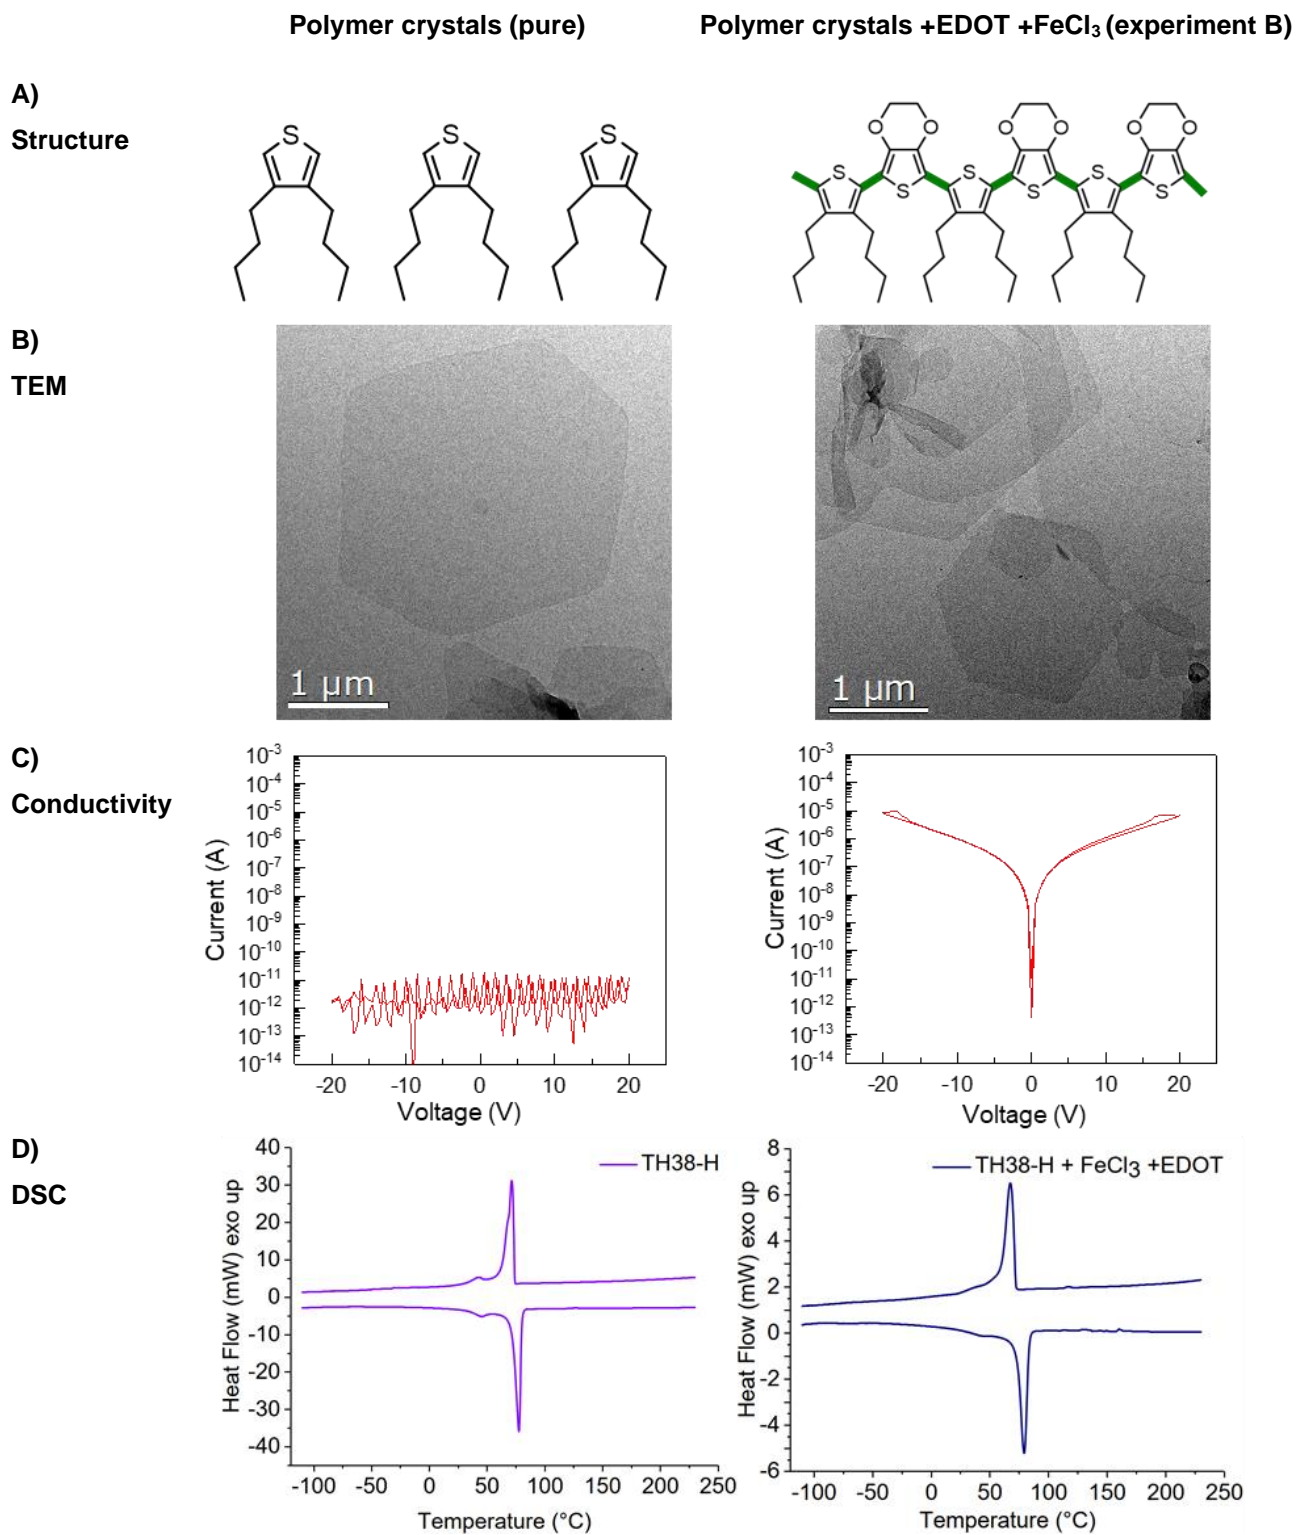 Polymer crystals (pure) Polymer crystals +EDOT +FeCl₃ (experiment B)
A)
Structure
S S S
O O O O O O
S S S
S S S
B)
TEM
1 µm 1 µm
C)
Conductivity
10⁻³
10⁻⁴
10⁻⁵
10⁻⁶
10⁻⁷
10⁻⁸
10⁻⁹
10⁻¹⁰
10⁻¹¹
10⁻¹²
10⁻¹³
10⁻¹⁴
Current (A)
-20 -10 0 10 20
Voltage (V)
10⁻³
10⁻⁴
10⁻⁵
10⁻⁶
10⁻⁷
10⁻⁸
10⁻⁹
10⁻¹⁰
10⁻¹¹
10⁻¹²
10⁻¹³
10⁻¹⁴
Current (A)
-20 -10 0 10 20
Voltage (V)
D)
DSC
TH38-H
40
30
20
10
0
-10
-20
-30
-40
Heat Flow (mW) exo up
-100 -50 0 50 100 150 200 250
Temperature (°C)
TH38-H + FeCl₃ +EDOT
8
6
4
2
0
-2
-4
-6
Heat Flow (mW) exo up
-100 -50 0 50 100 150 200 250
Temperature (°C)